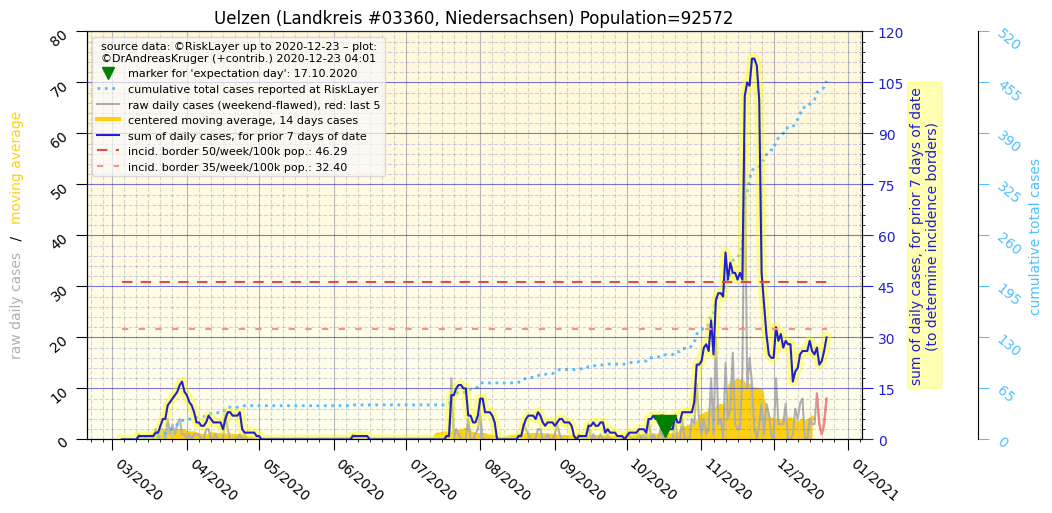 Uelzen (Landkreis #03360, Niedersachsen) Population=92572
source data: ©RiskLayer up to 2020-12-23 – plot:
©DrAndreasKruger (+contrib.) 2020-12-23 04:01
marker for 'expectation day': 17.10.2020
cumulative total cases reported at RiskLayer
raw daily cases (weekend-flawed), red: last 5
centered moving average, 14 days cases
sum of daily cases, for prior 7 days of date
incid. border 50/week/100k pop.: 46.29
incid. border 35/week/100k pop.: 32.40
raw daily cases / moving average
80
70
60
50
40
30
20
10
0
03/2020
04/2020
05/2020
06/2020
07/2020
08/2020
09/2020
10/2020
11/2020
12/2020
01/2021
120
105
90
75
60
45
30
15
0
sum of daily cases, for prior 7 days of date
(to determine incidence borders)
520
455
390
325
260
195
130
65
0
cumulative total cases